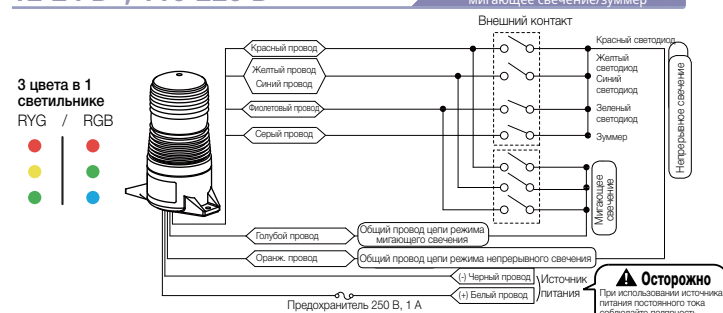 мигающее свечение/зуммер
Внешний контакт
Красный провод
Желтый провод
Синий провод
Фиолетовый провод
Серый провод
Красный светодиод
Желтый
светодиод
Синий
светодиод
Зеленый
светодиод
Зуммер
Непрерывное свечение
3 цвета в 1
светильнике
RYG / RGB
Мигающее
свечение
Голубой провод
Общий провод цепи режима
мигающего свечения
Оранж. провод
Общий провод цепи режима непрерывного свечения
(-) Черный провод
(+) Белый провод
Источник
питания
Предохранитель 250 В, 1 А
Осторожно
При использовании источника
питания постоянного тока